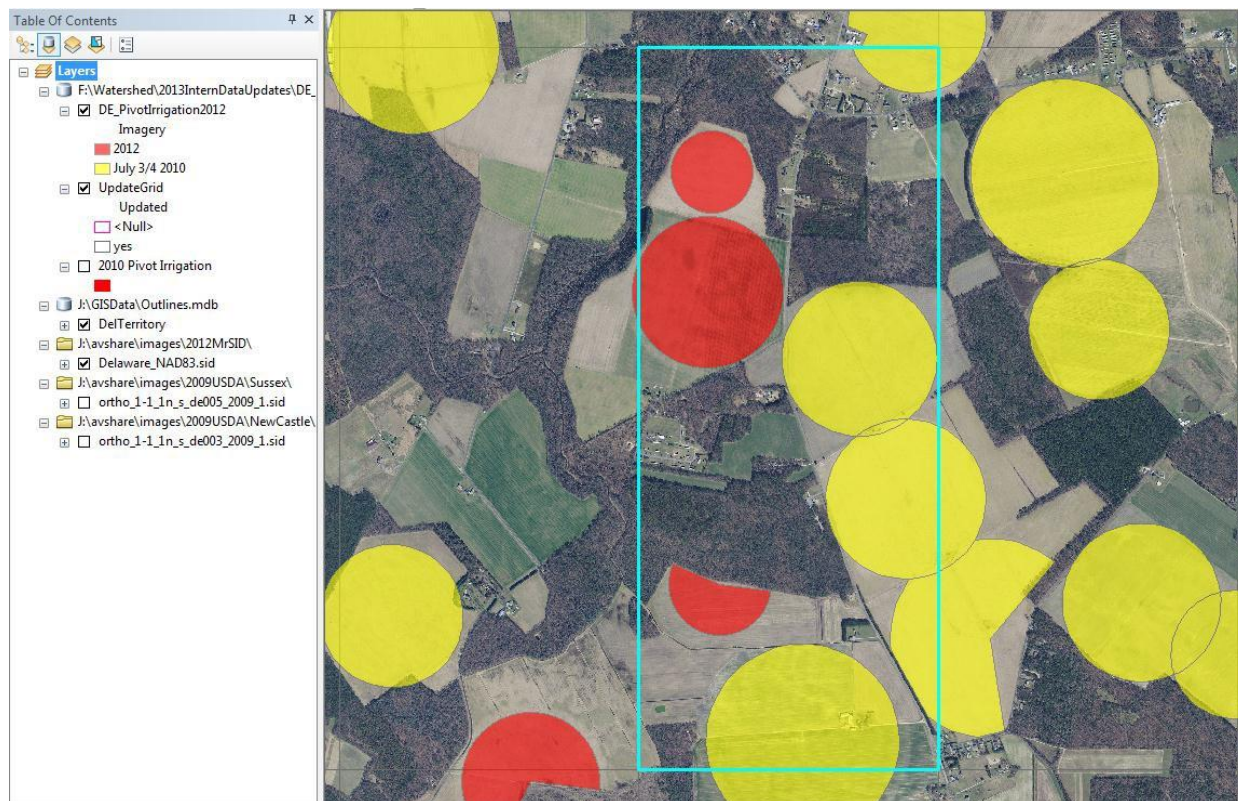 Table Of Contents
Layers
F:\Watershed\2013InternDataUpdates\DE_
DE_PivotIrrigation2012
Imagery
2012
July 3/4 2010
UpdateGrid
Updated
<Null>
yes
2010 Pivot Irrigation
J:\GISData\Outlines.mdb
DelTerritory
J:\avshare\images\2012MrSID\
Delaware_NAD83.sid
J:\avshare\images\2009USDA\Sussex\
ortho_1-1_1n_s_de005_2009_1.sid
J:\avshare\images\2009USDA\NewCastle\
ortho_1-1_1n_s_de003_2009_1.sid